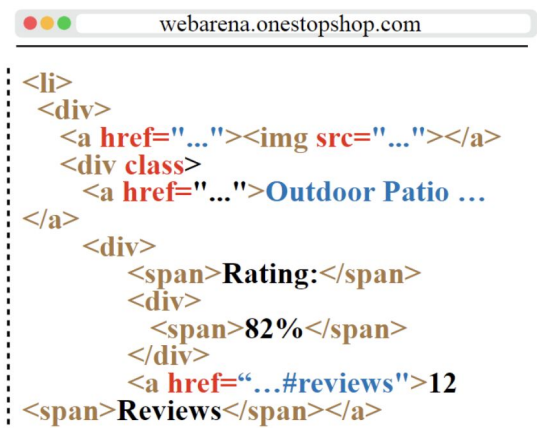 webarena.onestopshop.com
<li>
<div>
<a href="..."><img src="..."></a>
<div class>
<a href="...">Outdoor Patio …
</a>
<div>
<span>Rating:</span>
<div>
<span>82%</span>
</div>
<a href=“…#reviews">12
<span>Reviews</span></a>